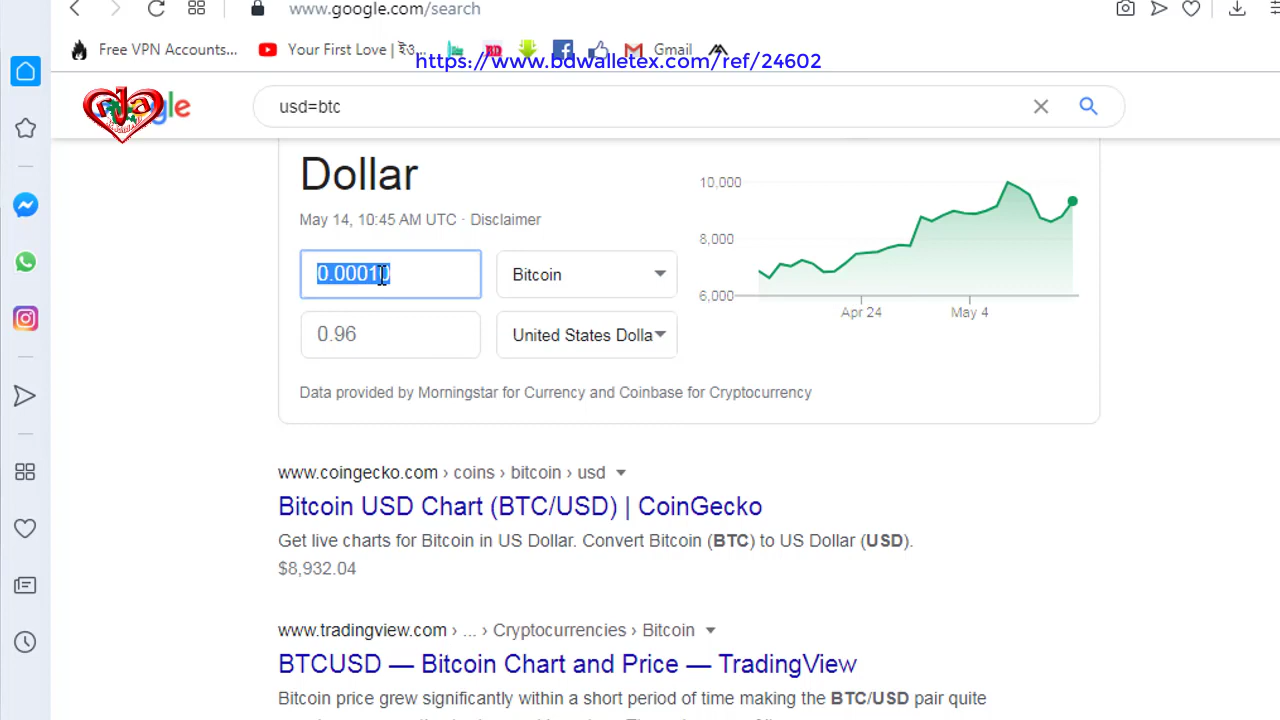 www.google.com/search
Free VPN Accounts...
Your First Love |
Gmail
https://www.bdwalletex.com/ref/24602
usd=btc
Dollar
May 14, 10:45 AM UTC · Disclaimer
0.00010
Bitcoin
0.96
United States Dolla
10,000
8,000
6,000
Apr 24
May 4
Data provided by Morningstar for Currency and Coinbase for Cryptocurrency
www.coingecko.com › coins › bitcoin › usd
Bitcoin USD Chart (BTC/USD) | CoinGecko
Get live charts for Bitcoin in US Dollar. Convert Bitcoin (BTC) to US Dollar (USD).
$8,932.04
www.tradingview.com › ... › Cryptocurrencies › Bitcoin
BTCUSD — Bitcoin Chart and Price — TradingView
Bitcoin price grew significantly within a short period of time making the BTC/USD pair quite